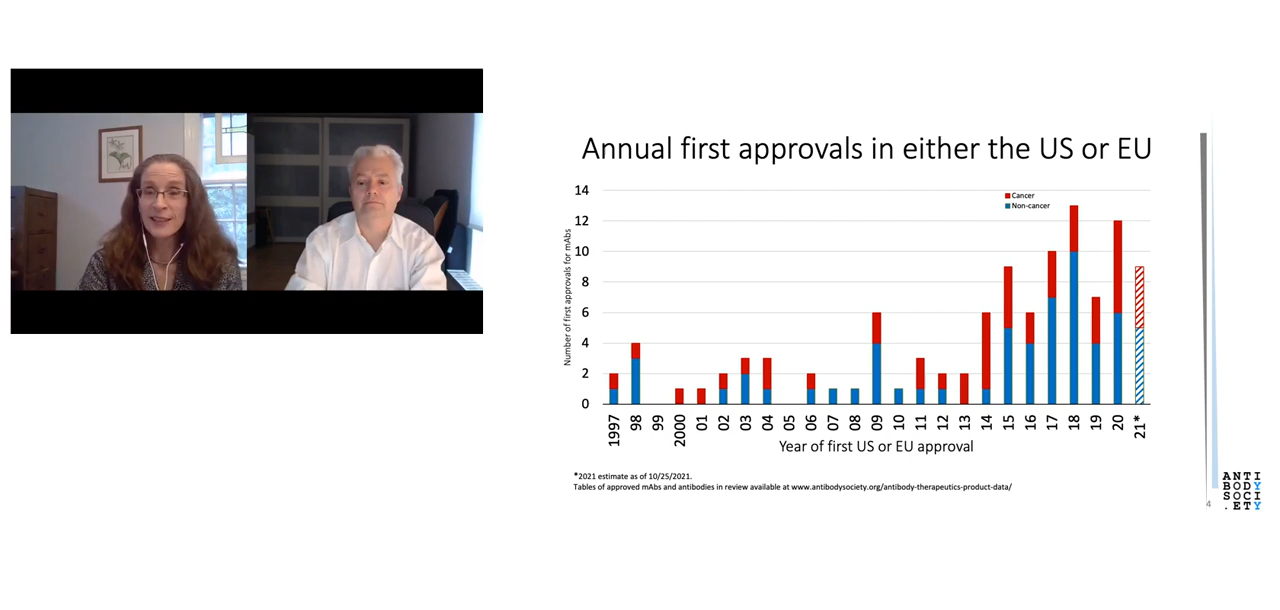 Annual first approvals in either the US or EU
14
12
10
8
6
4
2
0
Number of first approvals for mAbs
Cancer
Non-cancer
1997 98 99 2000 01 02 03 04 05 06 07 08 09 10 11 12 13 14 15 16 17 18 19 20 21*
Year of first US or EU approval
*2021 estimate as of 10/25/2021.
Tables of approved mAbs and antibodies in review available at www.antibodysociety.org/antibody-therapeutics-product-data/
4
ANTI
BODY
SOCI
.ETY